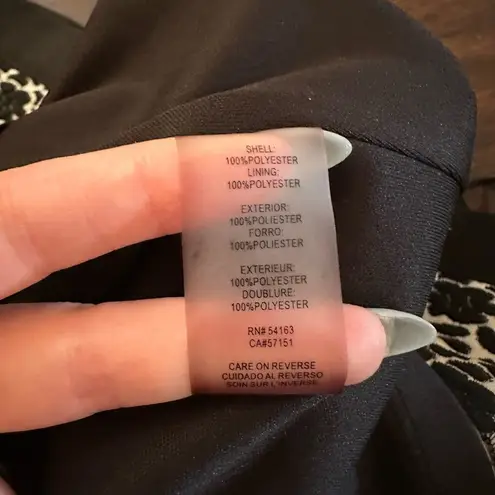 SHELL:
100%POLYESTER
LINING:
100%POLYESTER
EXTERIOR:
100%POLIESTER
FORRO:
100%POLIESTER
EXTERIEUR:
100%POLYESTER
DOUBLURE:
100%POLYESTER
RN# 54163
CA#57151
CARE ON REVERSE
CUIDADO AL REVERSO
SOIN SUR L'INVERSE